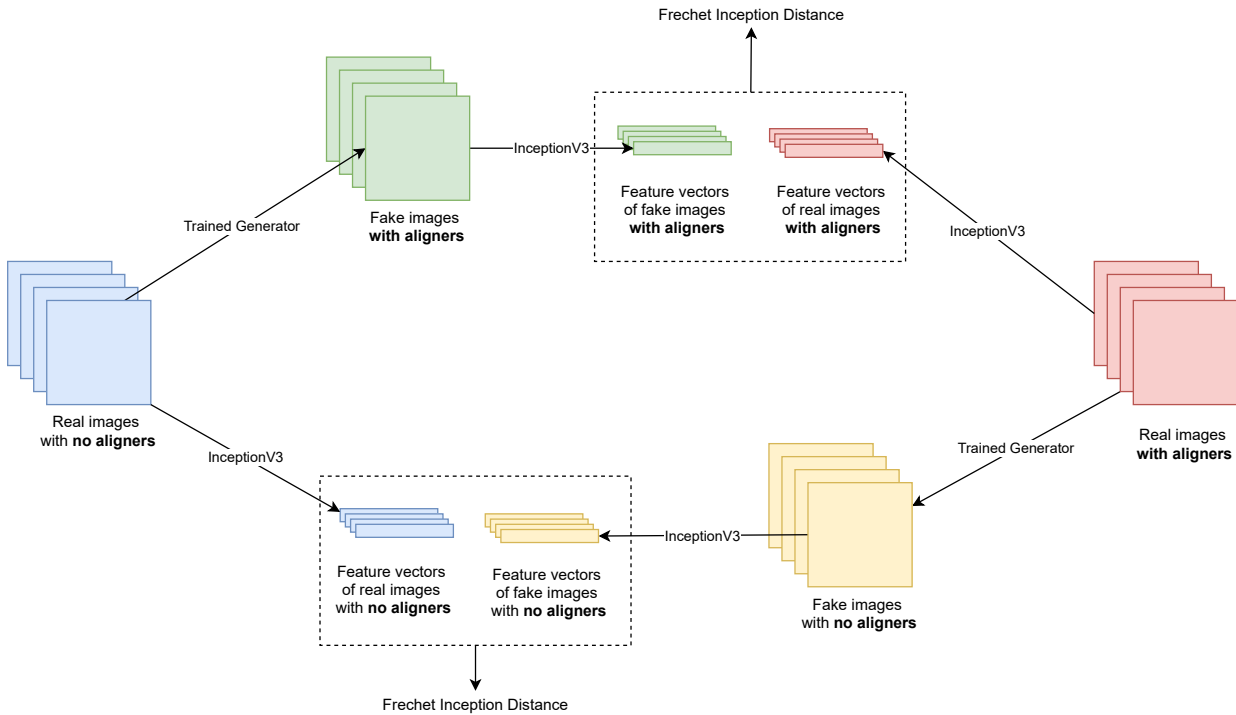 Frechet Inception Distance
InceptionV3
Feature vectors
of fake images
with aligners
Feature vectors
of real images
with aligners
Fake images
with aligners
Trained Generator
InceptionV3
Real images
with no aligners
Trained Generator
Real images
with aligners
InceptionV3
InceptionV3
Feature vectors
of real images
with no aligners
Feature vectors
of fake images
with no aligners
Fake images
with no aligners
Frechet Inception Distance